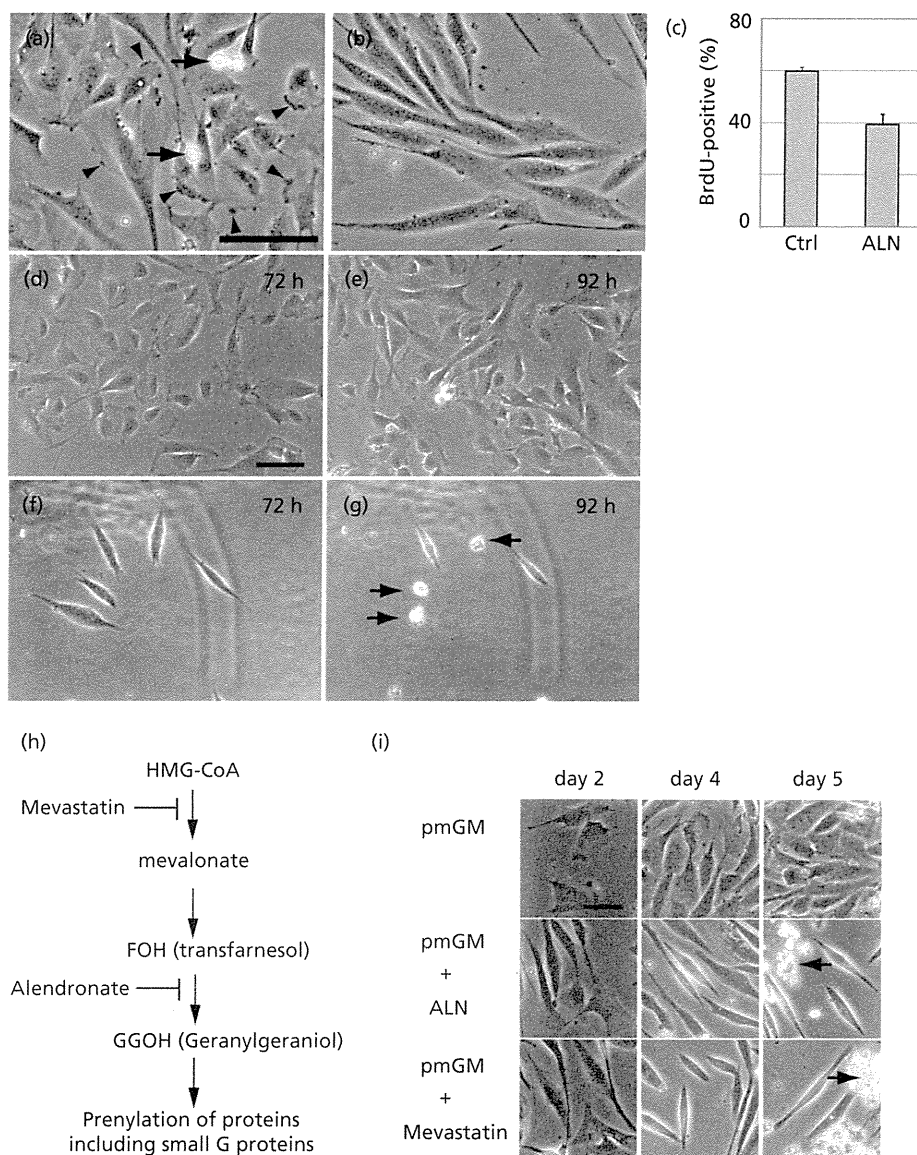 (a)
(b)
(c)
BrdU-positive (%)
80
40
0
Ctrl
ALN
(d)
72 h
(e)
92 h
(f)
72 h
(g)
92 h
(h)
HMG-CoA
Mevastatin
mevalonate
FOH (transfarnesol)
Alendronate
GGOH (Geranylgeraniol)
Prenylation of proteins
including small G proteins
(i)
day 2
day 4
day 5
pmGM
pmGM
+
ALN
pmGM
+
Mevastatin